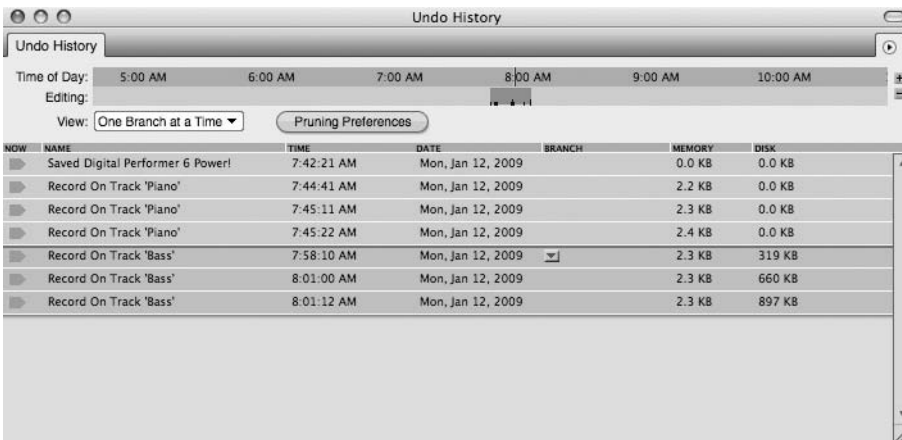 Undo History
Undo History
Time of Day: 5:00 AM 6:00 AM 7:00 AM 8:00 AM 9:00 AM 10:00 AM
Editing:
View: One Branch at a Time Pruning Preferences
NOW NAME TIME DATE BRANCH MEMORY DISK
Saved Digital Performer 6 Power! 7:42:21 AM Mon, Jan 12, 2009 0.0 KB 0.0 KB
Record On Track 'Piano' 7:44:41 AM Mon, Jan 12, 2009 2.2 KB 0.0 KB
Record On Track 'Piano' 7:45:11 AM Mon, Jan 12, 2009 2.3 KB 0.0 KB
Record On Track 'Piano' 7:45:22 AM Mon, Jan 12, 2009 2.4 KB 0.0 KB
Record On Track 'Bass' 7:58:10 AM Mon, Jan 12, 2009 2.3 KB 319 KB
Record On Track 'Bass' 8:01:00 AM Mon, Jan 12, 2009 2.3 KB 660 KB
Record On Track 'Bass' 8:01:12 AM Mon, Jan 12, 2009 2.3 KB 897 KB